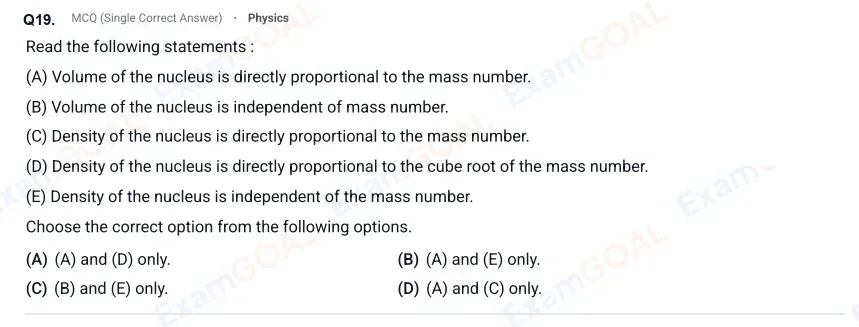 Q19. MCQ (Single Correct Answer) · Physics
Read the following statements :
(A) Volume of the nucleus is directly proportional to the mass number.
(B) Volume of the nucleus is independent of mass number.
(C) Density of the nucleus is directly proportional to the mass number.
(D) Density of the nucleus is directly proportional to the cube root of the mass number.
(E) Density of the nucleus is independent of the mass number.
Choose the correct option from the following options.
(A) (A) and (D) only. (B) (A) and (E) only.
(C) (B) and (E) only. (D) (A) and (C) only.
ExamGOAL
ExamGOAL
ExamGOAL
ExamGOAL